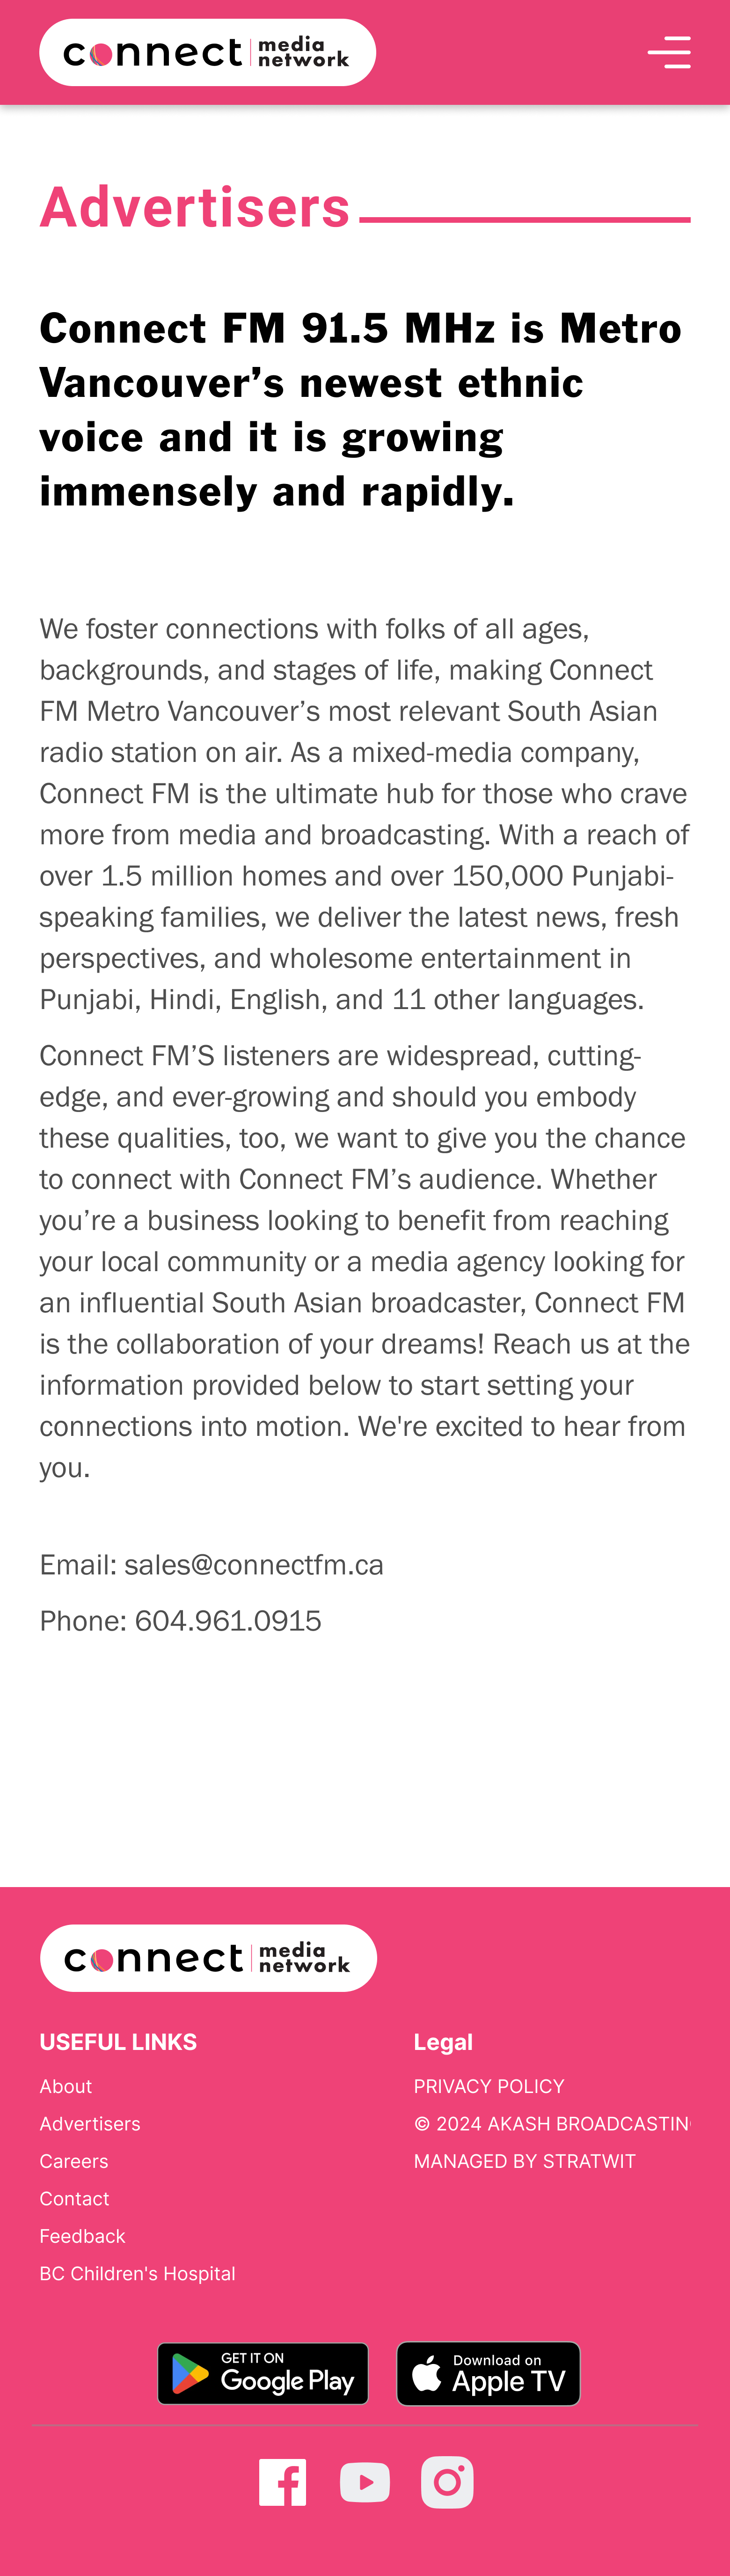 connect media network
Advertisers
Connect FM 91.5 MHz is Metro
Vancouver’s newest ethnic
voice and it is growing
immensely and rapidly.
We foster connections with folks of all ages,
backgrounds, and stages of life, making Connect
FM Metro Vancouver’s most relevant South Asian
radio station on air. As a mixed-media company,
Connect FM is the ultimate hub for those who crave
more from media and broadcasting. With a reach of
over 1.5 million homes and over 150,000 Punjabi-
speaking families, we deliver the latest news, fresh
perspectives, and wholesome entertainment in
Punjabi, Hindi, English, and 11 other languages.
Connect FM’S listeners are widespread, cutting-
edge, and ever-growing and should you embody
these qualities, too, we want to give you the chance
to connect with Connect FM’s audience. Whether
you’re a business looking to benefit from reaching
your local community or a media agency looking for
an influential South Asian broadcaster, Connect FM
is the collaboration of your dreams! Reach us at the
information provided below to start setting your
connections into motion. We're excited to hear from
you.
Email: sales@connectfm.ca
Phone: 604.961.0915
connect media network
USEFUL LINKS
About
Advertisers
Careers
Contact
Feedback
BC Children's Hospital
Legal
PRIVACY POLICY
© 2024 AKASH BROADCASTIN
MANAGED BY STRATWIT
GET IT ON
Google Play
Download on
Apple TV